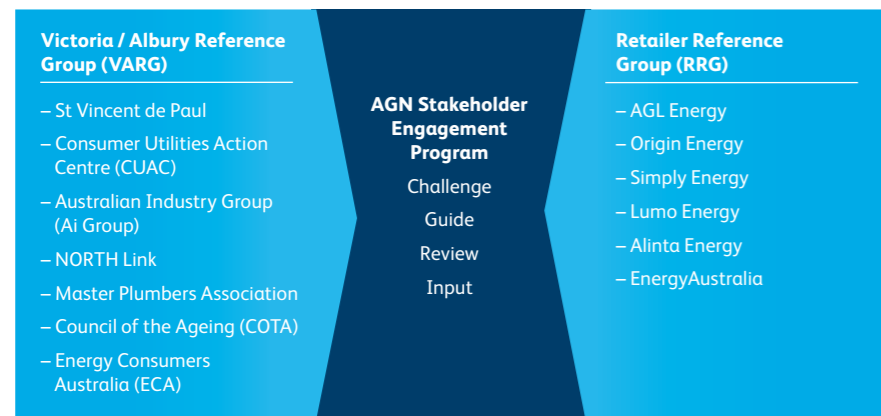 Victoria / Albury Reference
Group (VARG)
– St Vincent de Paul
– Consumer Utilities Action
Centre (CUAC)
– Australian Industry Group
(Ai Group)
– NORTH Link
– Master Plumbers Association
– Council of the Ageing (COTA)
– Energy Consumers
Australia (ECA)
AGN Stakeholder
Engagement
Program
Challenge
Guide
Review
Input
Retailer Reference
Group (RRG)
– AGL Energy
– Origin Energy
– Simply Energy
– Lumo Energy
– Alinta Energy
– EnergyAustralia